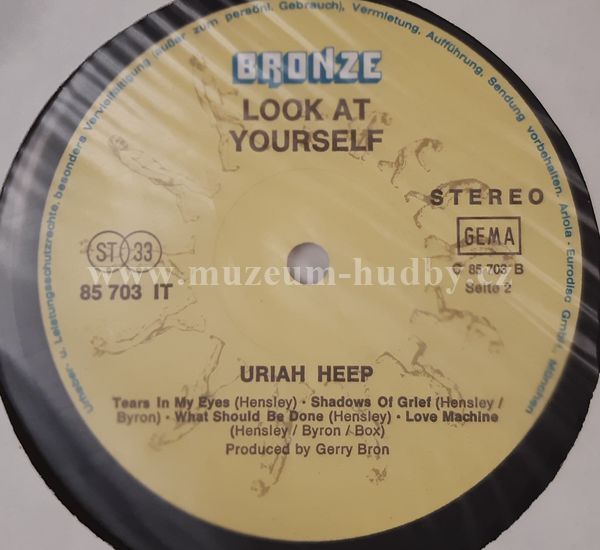 Urheber- u. Leistungsschutzrechte, besonders Vervielfältigung (außer zum persönl. Gebrauch), Vermietung, Aufführung, Sendung vorbehalten. Ariola - Eurodisc GmbH., München
BRONZE
LOOK AT
YOURSELF
STEREO
ST 33
GEMA
85 703 IT
C 85 703 B
Seite 2
www.muzeum-hudby.cz
URIAH HEEP
Tears In My Eyes (Hensley) · Shadows Of Grief (Hensley /
Byron) · What Should Be Done (Hensley) · Love Machine
(Hensley / Byron / Box)
Produced by Gerry Bron